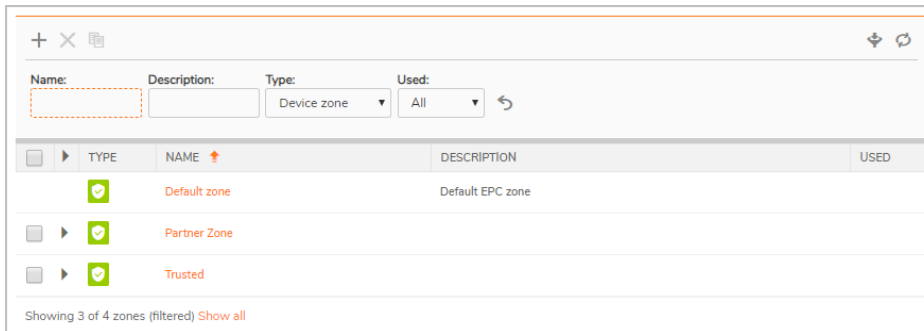 Name: Description: Type: Used:
Device zone All
TYPE NAME DESCRIPTION USED
Default zone Default EPC zone
Partner Zone
Trusted
Showing 3 of 4 zones (filtered) Show all